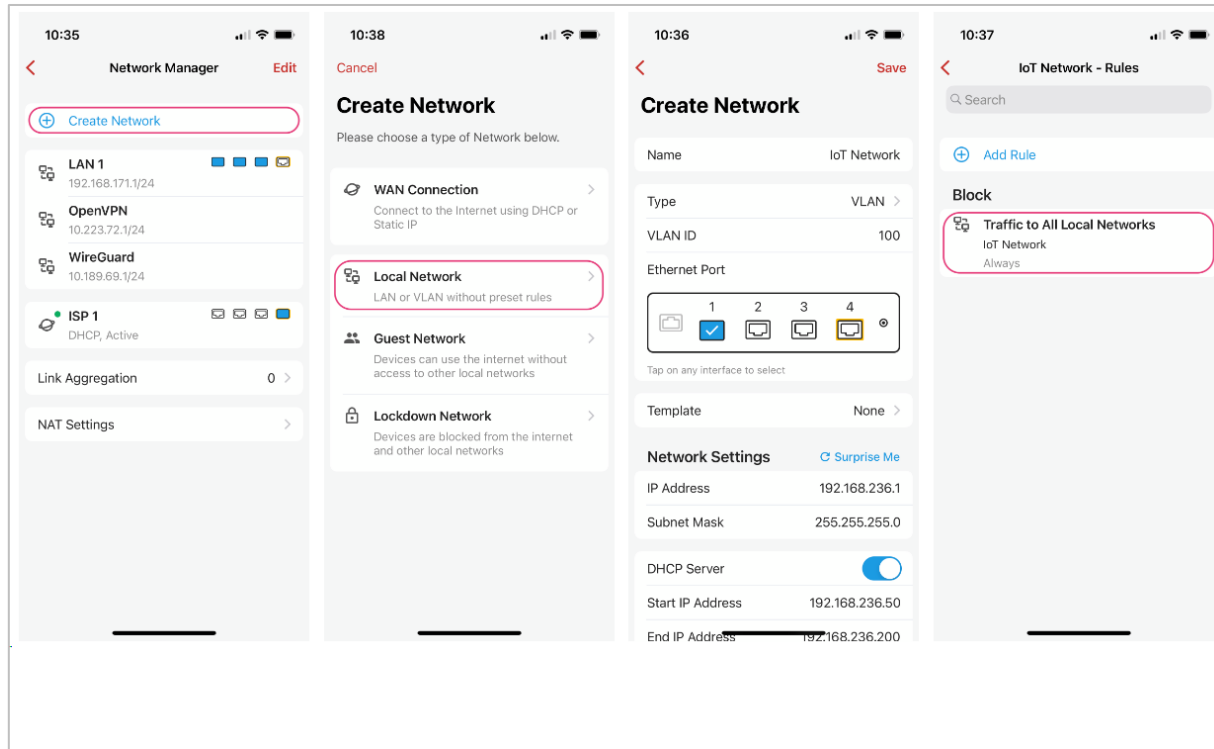 10:35
Network Manager Edit
Create Network
LAN 1
192.168.171.1/24
OpenVPN
10.223.72.1/24
WireGuard
10.189.69.1/24
ISP 1
DHCP, Active
Link Aggregation 0
NAT Settings
10:38
Cancel
Create Network
Please choose a type of Network below.
WAN Connection
Connect to the Internet using DHCP or
Static IP
Local Network
LAN or VLAN without preset rules
Guest Network
Devices can use the internet without
access to other local networks
Lockdown Network
Devices are blocked from the internet
and other local networks
10:36
Save
Create Network
Name IoT Network
Type VLAN
VLAN ID 100
Ethernet Port
1 2 3 4
Tap on any interface to select
Template None
Network Settings Surprise Me
IP Address 192.168.236.1
Subnet Mask 255.255.255.0
DHCP Server
Start IP Address 192.168.236.50
End IP Address 192.168.236.200
10:37
IoT Network - Rules
Search
Add Rule
Block
Traffic to All Local Networks
IoT Network
Always